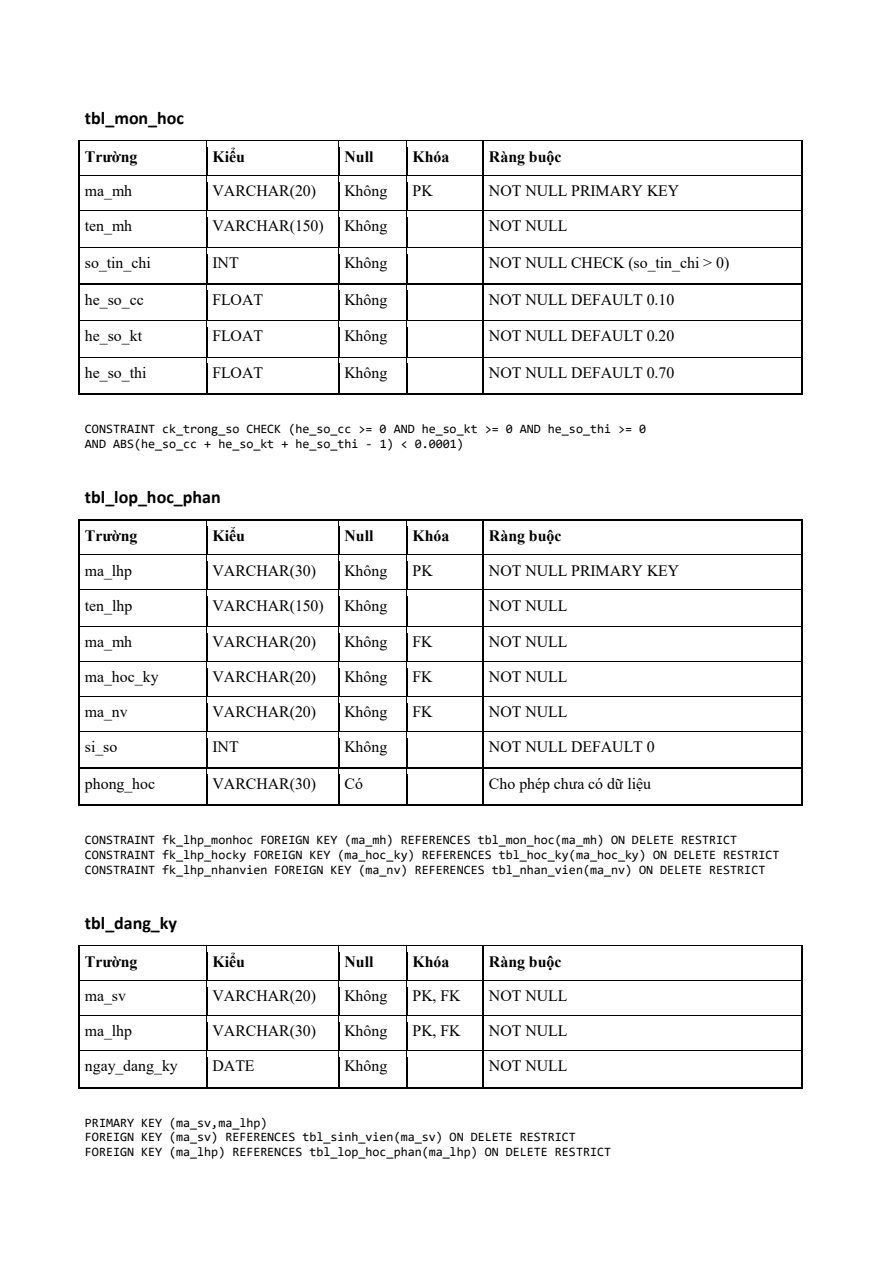 tbl_mon_hoc
Trường Kiểu Null Khóa Ràng buộc
ma_mh VARCHAR(20) Không PK NOT NULL PRIMARY KEY
ten_mh VARCHAR(150) Không NOT NULL
so_tin_chi INT Không NOT NULL CHECK (so_tin_chi > 0)
he_so_cc FLOAT Không NOT NULL DEFAULT 0.10
he_so_kt FLOAT Không NOT NULL DEFAULT 0.20
he_so_thi FLOAT Không NOT NULL DEFAULT 0.70
CONSTRAINT ck_trong_so CHECK (he_so_cc >= 0 AND he_so_kt >= 0 AND he_so_thi >= 0
AND ABS(he_so_cc + he_so_kt + he_so_thi - 1) < 0.0001)
tbl_lop_hoc_phan
Trường Kiểu Null Khóa Ràng buộc
ma_lhp VARCHAR(30) Không PK NOT NULL PRIMARY KEY
ten_lhp VARCHAR(150) Không NOT NULL
ma_mh VARCHAR(20) Không FK NOT NULL
ma_hoc_ky VARCHAR(20) Không FK NOT NULL
ma_nv VARCHAR(20) Không FK NOT NULL
si_so INT Không NOT NULL DEFAULT 0
phong_hoc VARCHAR(30) Có Cho phép chưa có dữ liệu
CONSTRAINT fk_lhp_monhoc FOREIGN KEY (ma_mh) REFERENCES tbl_mon_hoc(ma_mh) ON DELETE RESTRICT
CONSTRAINT fk_lhp_hocky FOREIGN KEY (ma_hoc_ky) REFERENCES tbl_hoc_ky(ma_hoc_ky) ON DELETE RESTRICT
CONSTRAINT fk_lhp_nhanvien FOREIGN KEY (ma_nv) REFERENCES tbl_nhan_vien(ma_nv) ON DELETE RESTRICT
tbl_dang_ky
Trường Kiểu Null Khóa Ràng buộc
ma_sv VARCHAR(20) Không PK, FK NOT NULL
ma_lhp VARCHAR(30) Không PK, FK NOT NULL
ngay_dang_ky DATE Không NOT NULL
PRIMARY KEY (ma_sv,ma_lhp)
FOREIGN KEY (ma_sv) REFERENCES tbl_sinh_vien(ma_sv) ON DELETE RESTRICT
FOREIGN KEY (ma_lhp) REFERENCES tbl_lop_hoc_phan(ma_lhp) ON DELETE RESTRICT